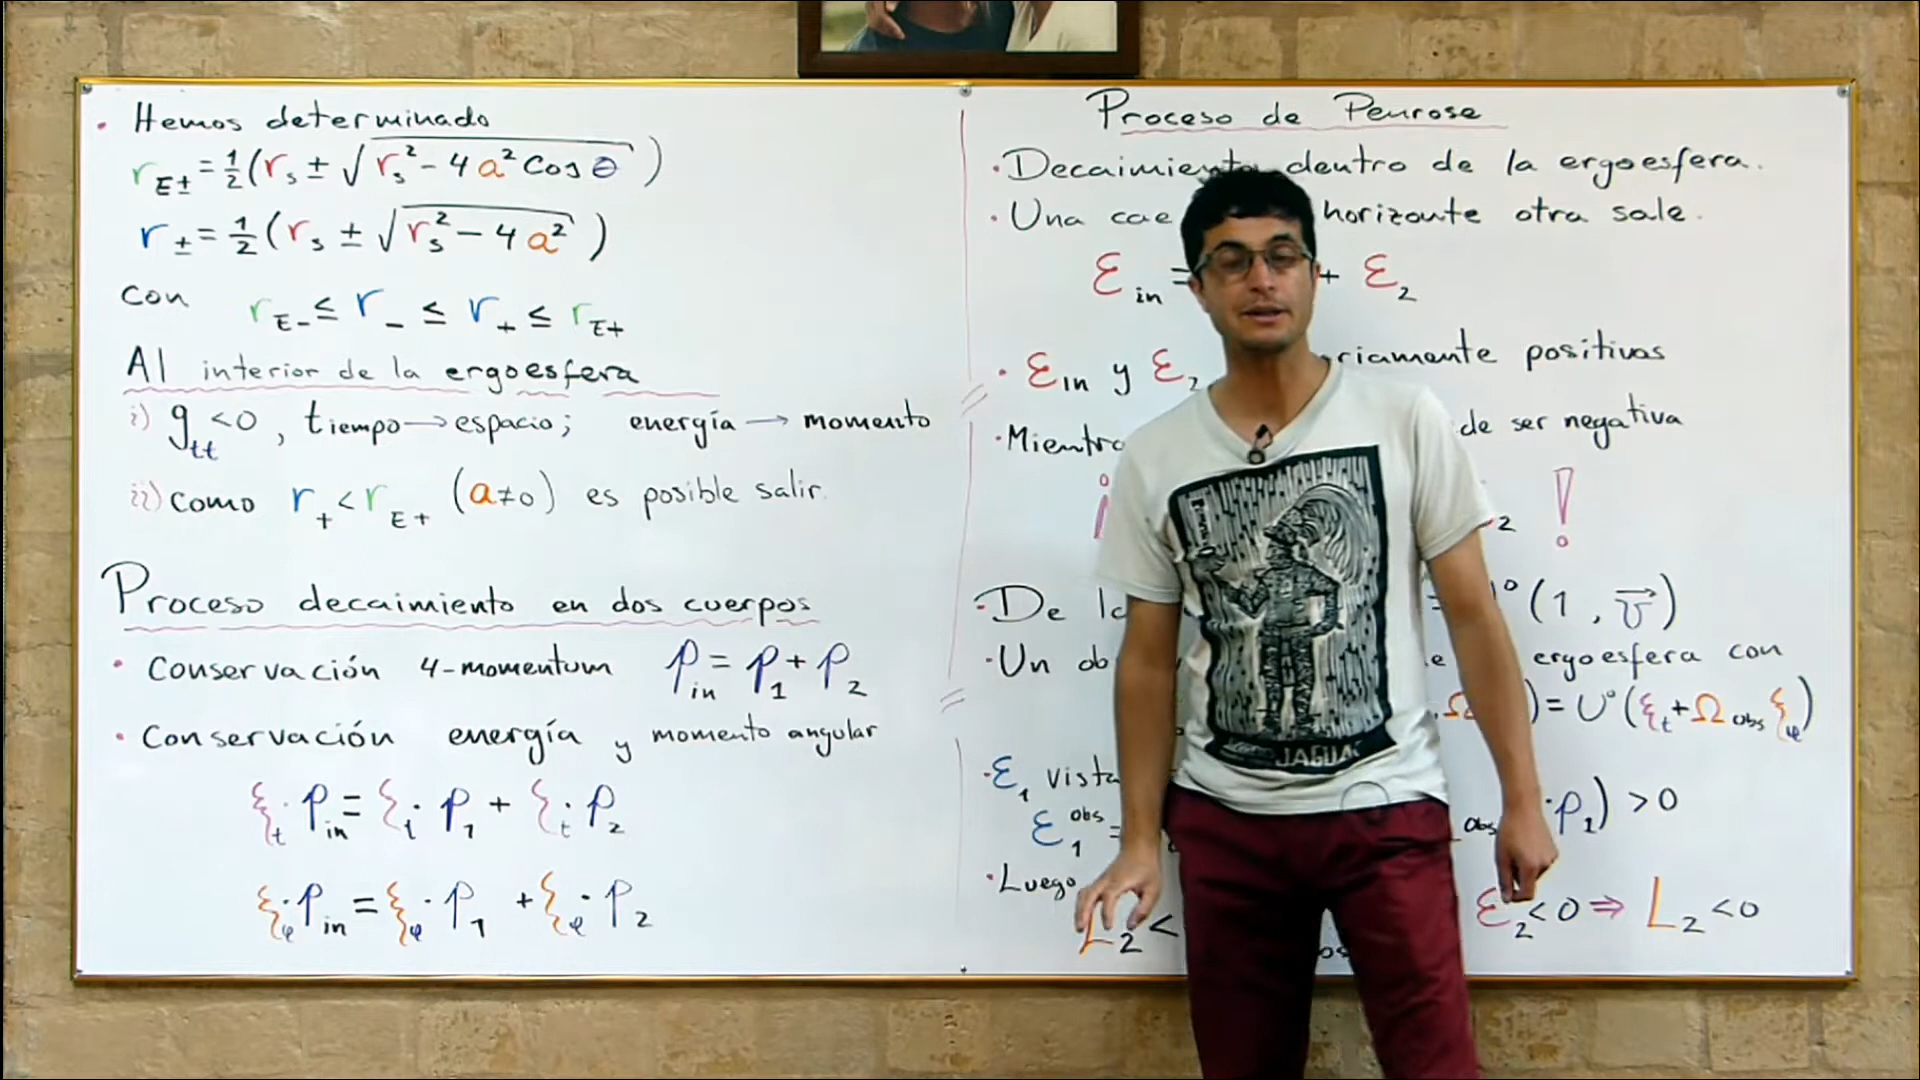 • Hemos determinado
r_E± = ½(r_s ± √(r_s² - 4a² Cos θ))
r_± = ½(r_s ± √(r_s² - 4a²))
con r_E- ≤ r_- ≤ r_+ ≤ r_E+
Al interior de la ergoesfera
i) g_tt < 0, tiempo → espacio; energía → momento
ii) como r_+ < r_E+ (a≠0) es posible salir.
Proceso decaimiento en dos cuerpos
• Conservación 4-momentum p_in = p_1 + p_2
• Conservación energía y momento angular
ξ_t · p_in = ξ_t · p_1 + ξ_t · p_2
ξ_φ · p_in = ξ_φ · p_1 + ξ_φ · p_2
Proceso de Penrose
• Decaimiento dentro de la ergoesfera.
• Una cae horizonte otra sale.
ℰ_in = + ℰ_2
• ℰ_in y ℰ_2 positivas
• de ser negativa
¡ _2 !
• De (1, v⃗)
• Un ergoesfera con
) = U⁰(ξ_t + Ω_obs ξ_φ)
• ℰ_1 vista
ℰ_1^obs = obs · p_1) > 0
• Luego
L_2 < ℰ_2 < 0 ⇒ L_2 < 0
JAGUA